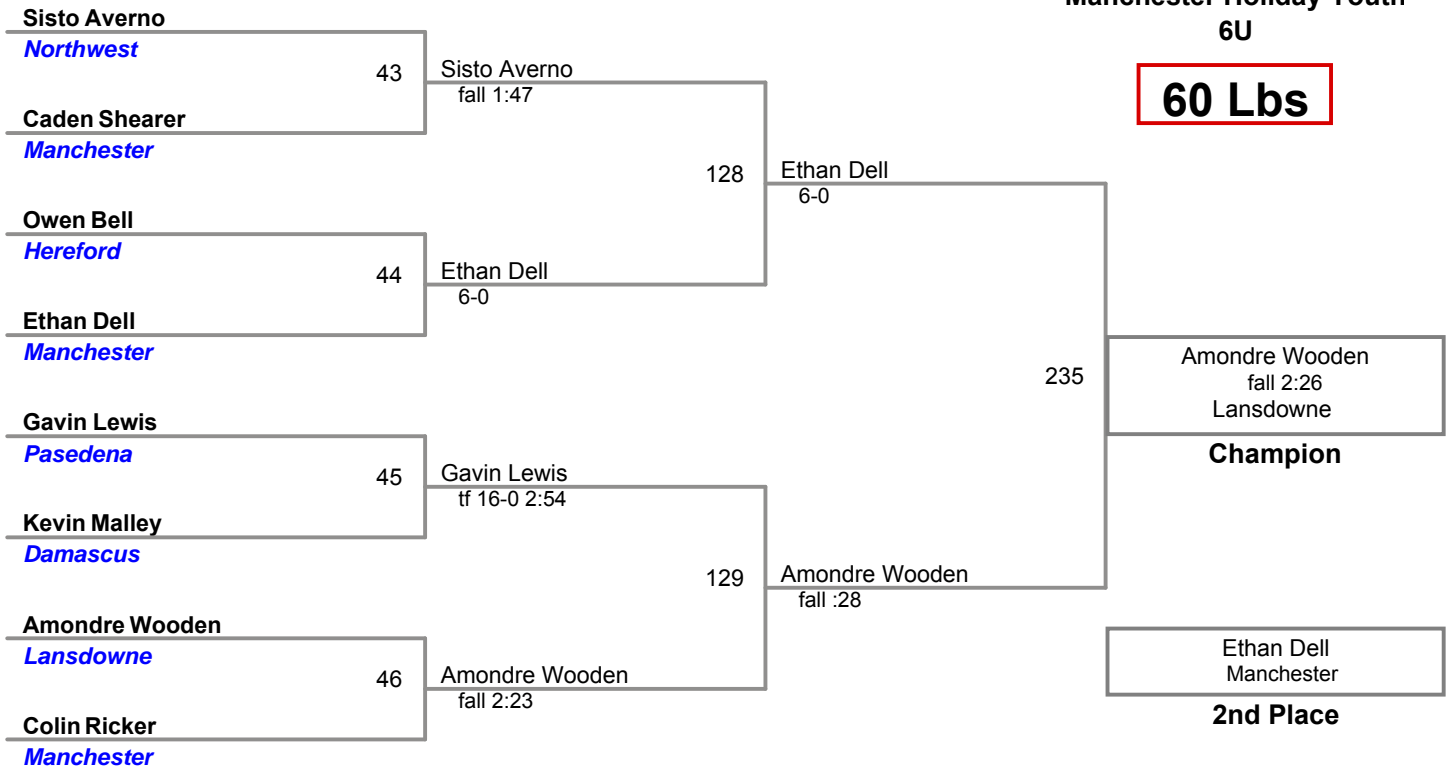 Manchester Holiday Youth
6U
60 Lbs
Sisto Averno
Northwest
43
Caden Shearer
Manchester
Sisto Averno
fall 1:47
Owen Bell
Hereford
44
Ethan Dell
Manchester
Ethan Dell
6-0
128
Ethan Dell
6-0
Gavin Lewis
Pasedena
45
Kevin Malley
Damascus
Gavin Lewis
tf 16-0 2:54
Amondre Wooden
Lansdowne
46
Colin Ricker
Manchester
Amondre Wooden
fall 2:23
129
Amondre Wooden
fall :28
235
Amondre Wooden
fall 2:26
Lansdowne
Champion
Ethan Dell
Manchester
2nd Place